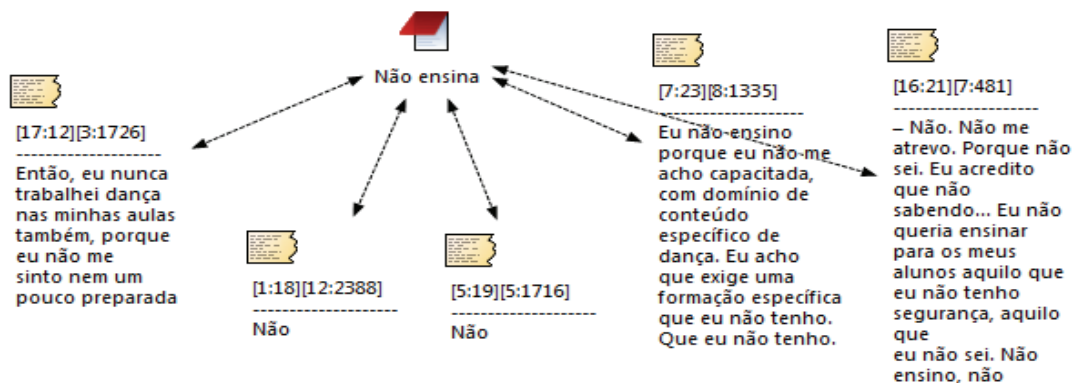 Não ensina
[17:12][3:1726]
--------------------
Então, eu nunca
trabalhei dança
nas minhas aulas
também, porque
eu não me
sinto nem um
pouco preparada
[1:18][12:2388]
--------------------
Não
[5:19][5:1716]
--------------------
Não
[7:23][8:1335]
--------------------
Eu não ensino
porque eu não me
acho capacitada,
com domínio de
conteúdo
específico de
dança. Eu acho
que exige uma
formação específica
que eu não tenho.
Que eu não tenho.
[16:21][7:481]
--------------------
– Não. Não me
atrevo. Porque não
sei. Eu acredito
que não
sabendo... Eu não
queria ensinar
para os meus
alunos aquilo que
eu não tenho
segurança, aquilo
que
eu não sei. Não
ensino, não